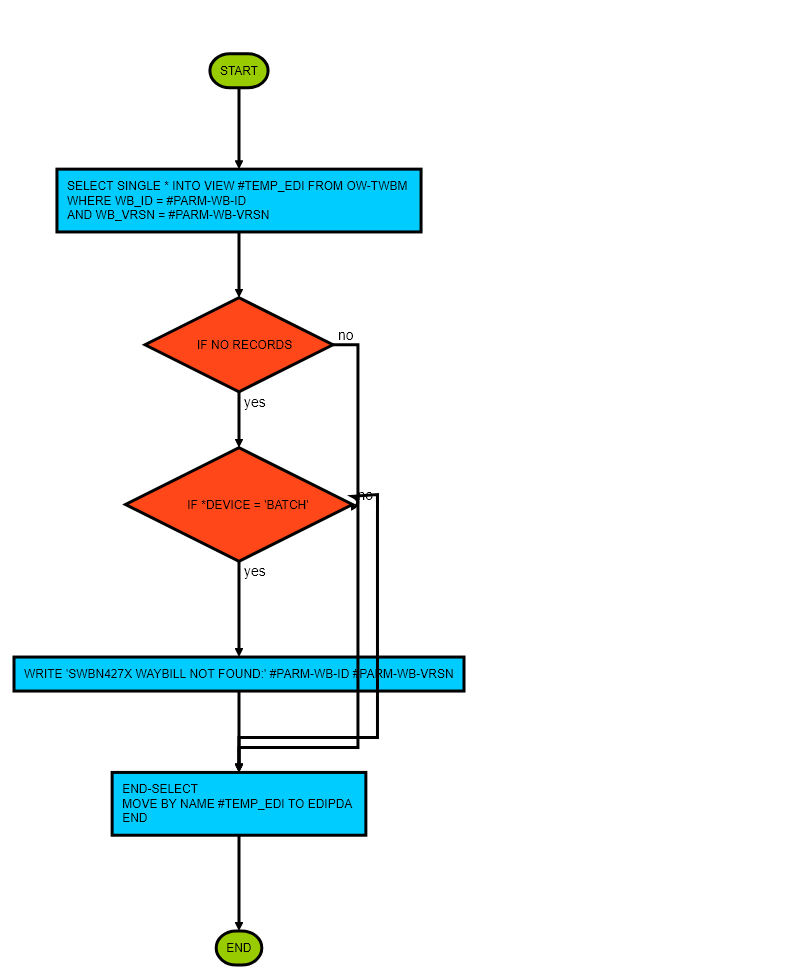 START
SELECT SINGLE * INTO VIEW #TEMP_EDI FROM OW-TWBM
WHERE WB_ID = #PARM-WB-ID
AND WB_VRSN = #PARM-WB-VRSN
IF NO RECORDS
no
yes
IF *DEVICE = 'BATCH'
no
yes
WRITE 'SWBN427X WAYBILL NOT FOUND:' #PARM-WB-ID #PARM-WB-VRSN
END-SELECT
MOVE BY NAME #TEMP_EDI TO EDIPDA
END
END